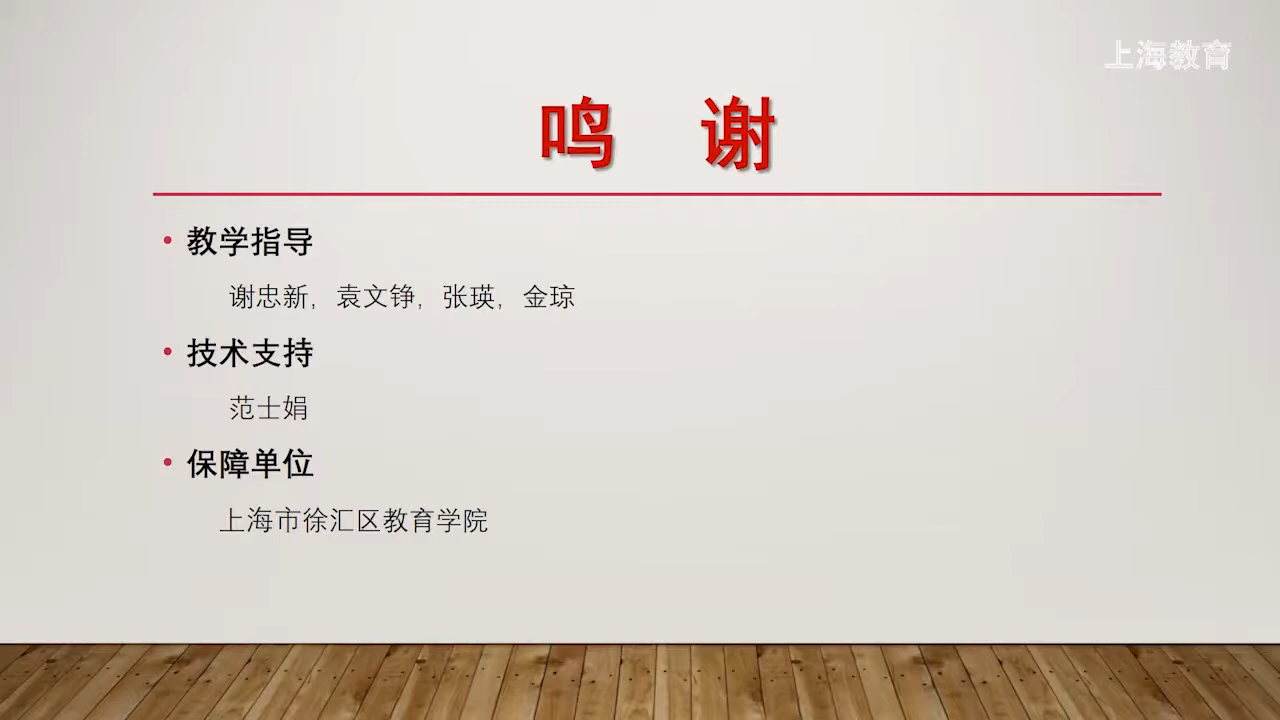 上海教育
鸣 谢
• 教学指导
谢忠新，袁文铮，张瑛，金琼
• 技术支持
范士娟
• 保障单位
上海市徐汇区教育学院